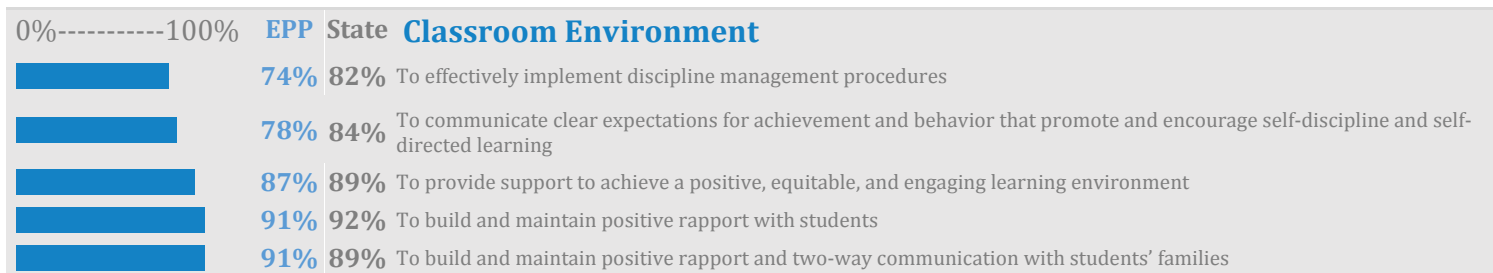 0%-----------100% EPP State Classroom Environment
74% 82% To effectively implement discipline management procedures
78% 84% To communicate clear expectations for achievement and behavior that promote and encourage self-discipline and self-
directed learning
87% 89% To provide support to achieve a positive, equitable, and engaging learning environment
91% 92% To build and maintain positive rapport with students
91% 89% To build and maintain positive rapport and two-way communication with students’ families